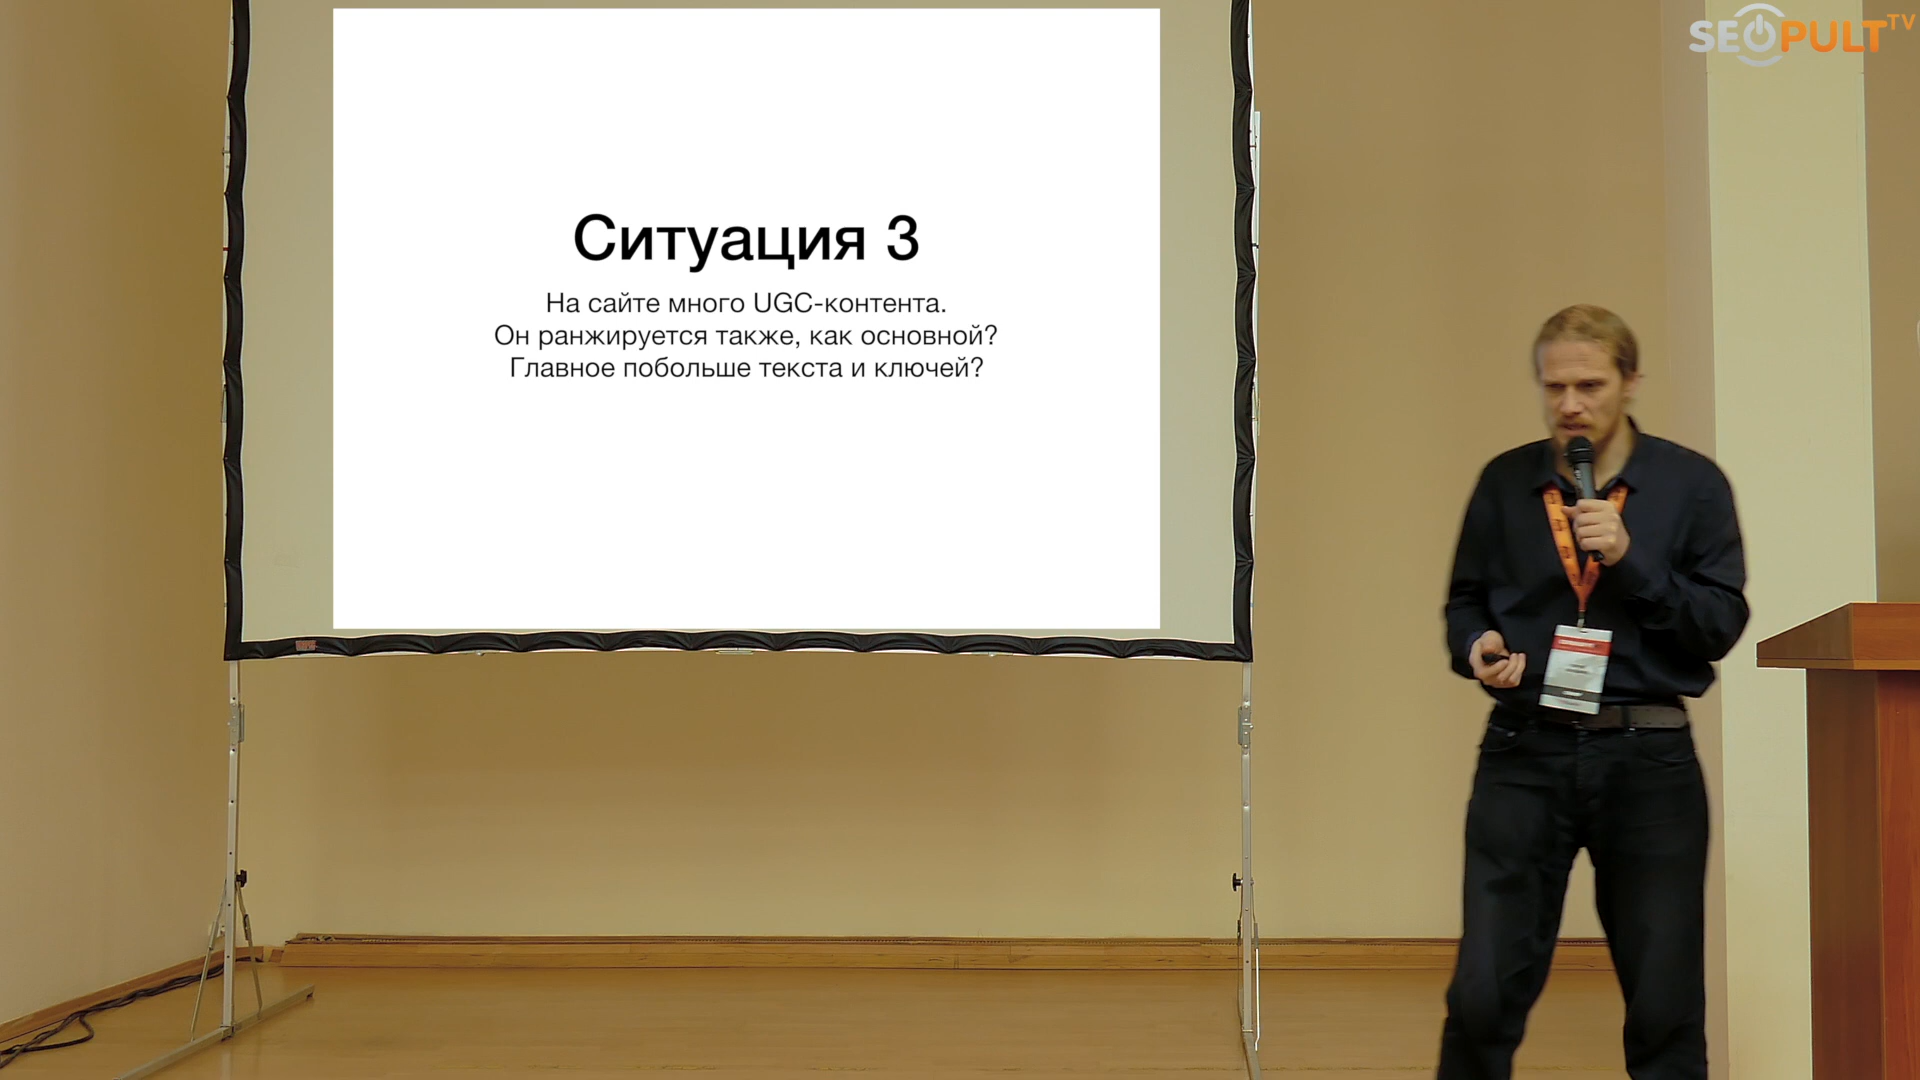 SEOPULT TV
Ситуация 3
На сайте много UGC-контента.
Он ранжируется также, как основной?
Главное побольше текста и ключей?